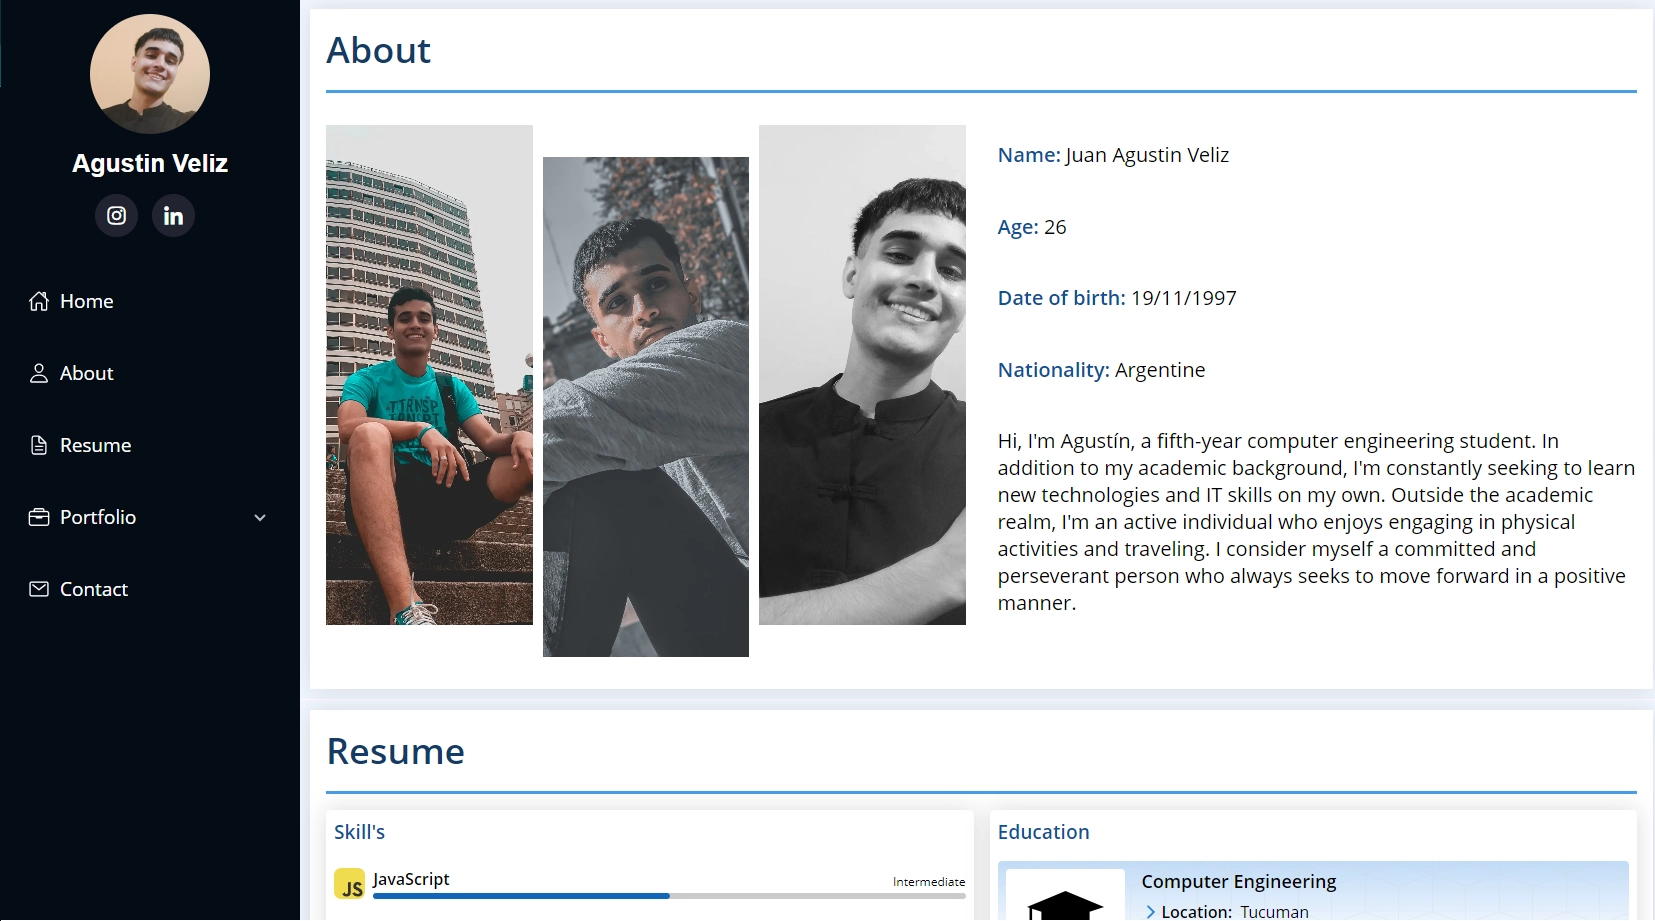 Agustin Veliz
Home
About
Resume
Portfolio
Contact
About
Name: Juan Agustin Veliz
Age: 26
Date of birth: 19/11/1997
Nationality: Argentine
Hi, I'm Agustín, a fifth-year computer engineering student. In
addition to my academic background, I'm constantly seeking to learn
new technologies and IT skills on my own. Outside the academic
realm, I'm an active individual who enjoys engaging in physical
activities and traveling. I consider myself a committed and
perseverant person who always seeks to move forward in a positive
manner.
Resume
Skill's
JS
JavaScript
Intermediate
Education
Computer Engineering
Location: Tucuman